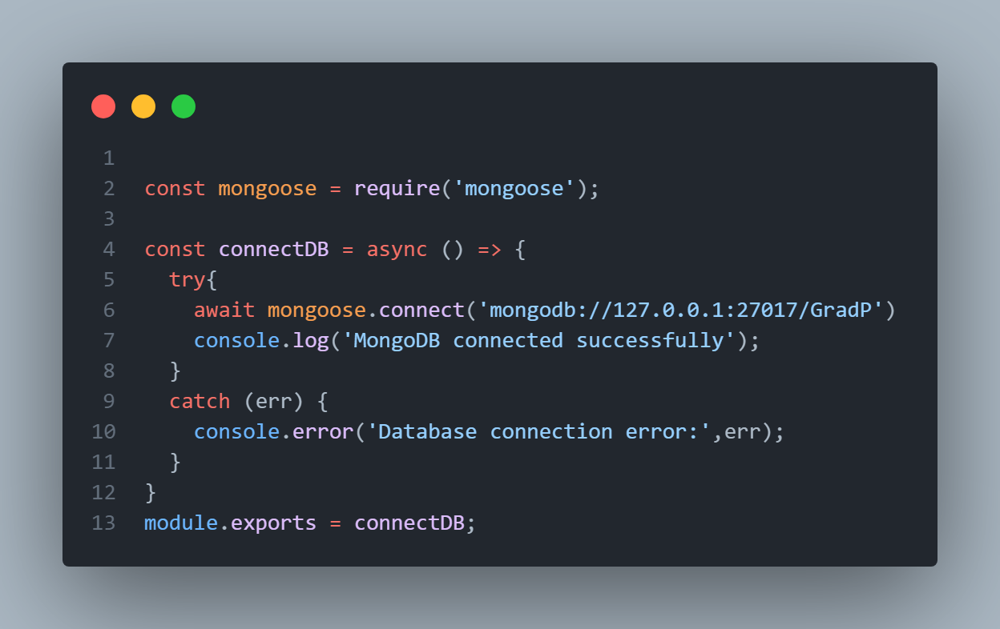 1
2 const mongoose = require('mongoose');
3
4 const connectDB = async () => {
5   try{
6     await mongoose.connect('mongodb://127.0.0.1:27017/GradP')
7     console.log('MongoDB connected successfully');
8   }
9   catch (err) {
10     console.error('Database connection error:',err);
11   }
12 }
13 module.exports = connectDB;